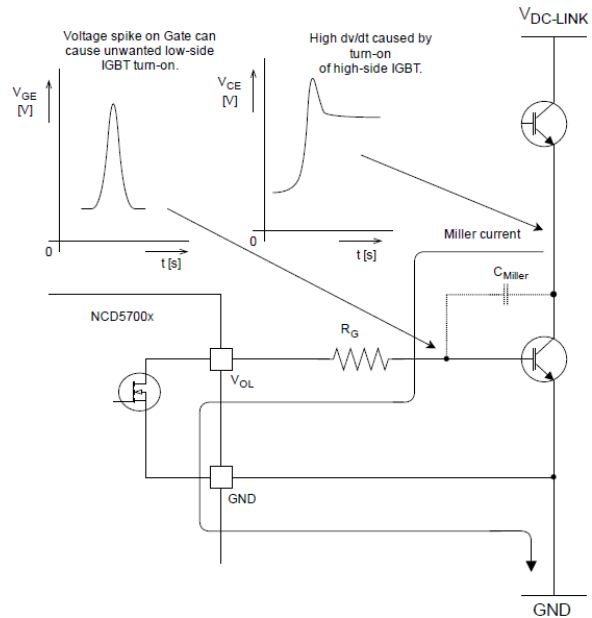 Voltage spike on Gate can
cause unwanted low-side
IGBT turn-on.
High dv/dt caused by
turn-on
of high-side IGBT.
VDC-LINK
VGE
[V]
0
t [s]
VCE
[V]
0
t [s]
Miller current
CMiller
NCD5700x
RG
VOL
GND
GND